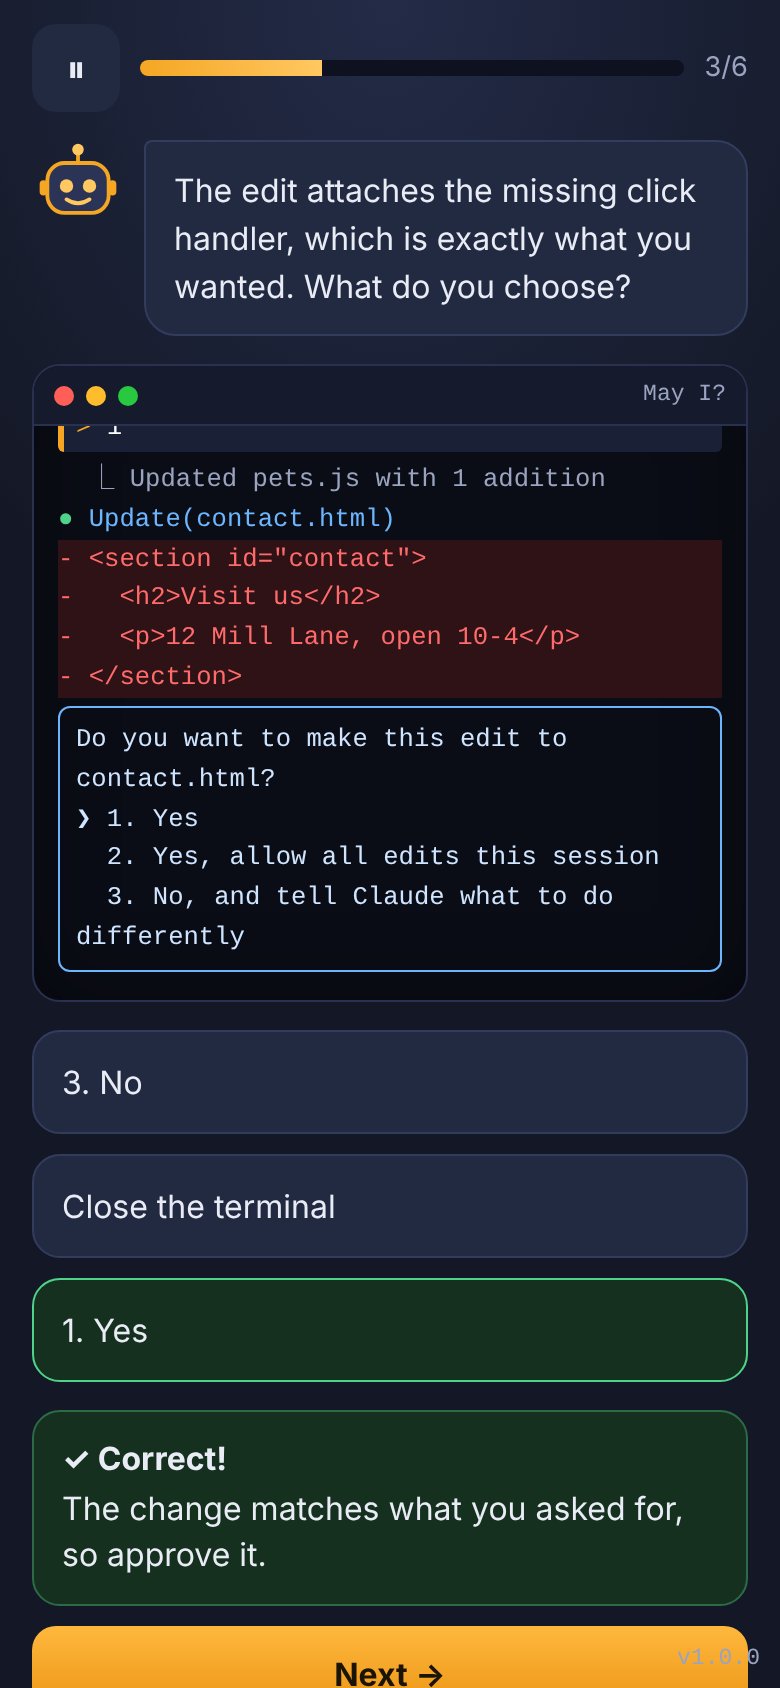 3/6
The edit attaches the missing click
handler, which is exactly what you
wanted. What do you choose?
May I?
> 1
⎿ Updated pets.js with 1 addition
● Update(contact.html)
- <section id="contact">
-   <h2>Visit us</h2>
-   <p>12 Mill Lane, open 10-4</p>
- </section>
Do you want to make this edit to
contact.html?
❯ 1. Yes
  2. Yes, allow all edits this session
  3. No, and tell Claude what to do
differently
3. No
Close the terminal
1. Yes
✓ Correct!
The change matches what you asked for,
so approve it.
Next →
v1.0.0